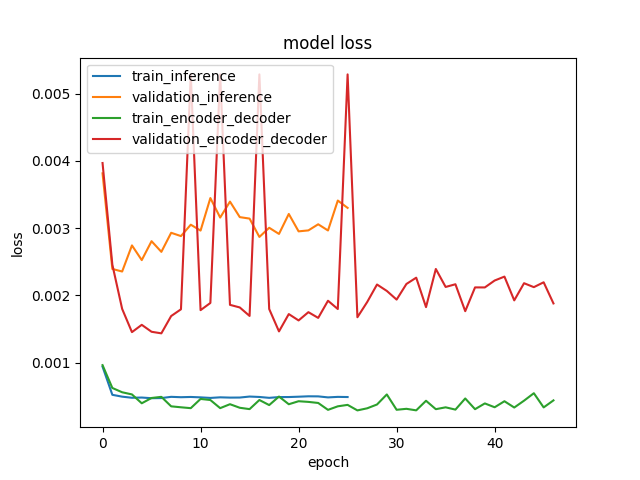 model loss
train_inference
validation_inference
train_encoder_decoder
validation_encoder_decoder
0.005
0.004
0.003
0.002
0.001
loss
0 10 20 30 40
epoch